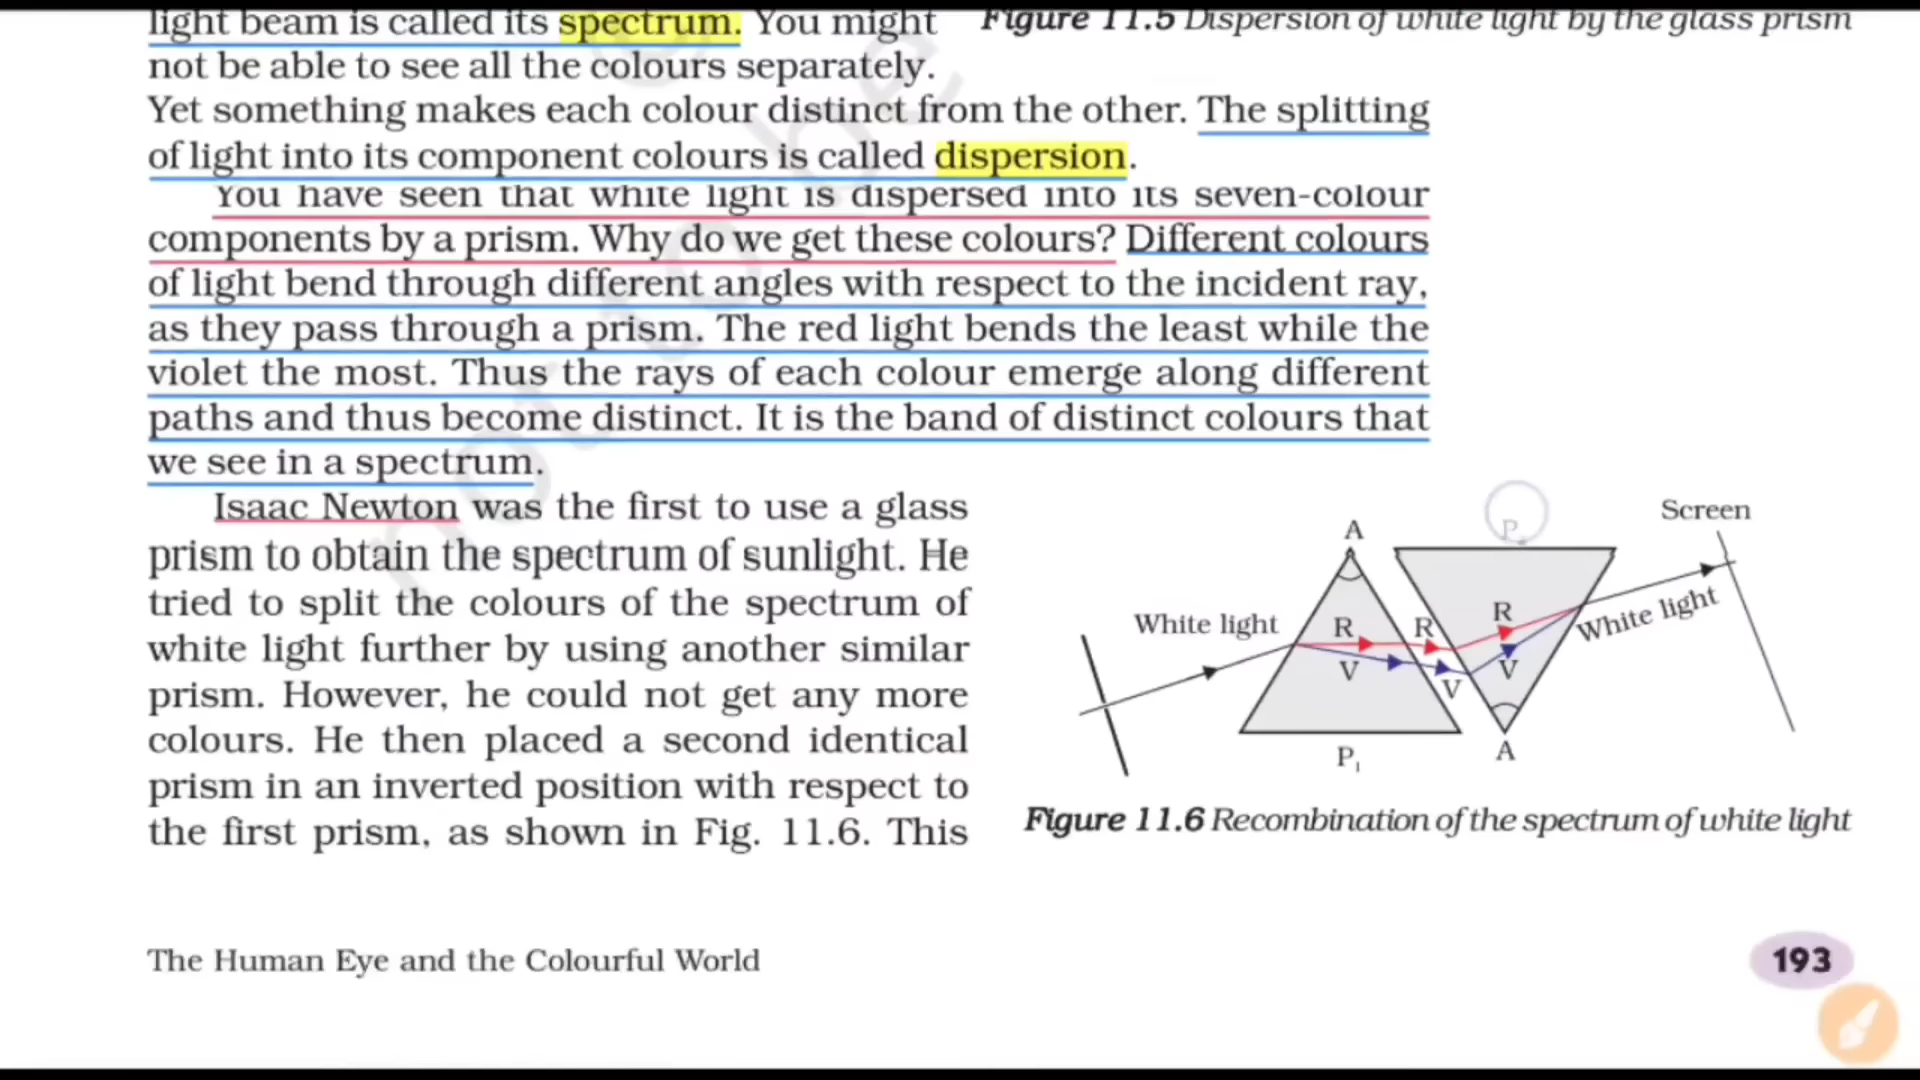 light beam is called its spectrum. You might
Figure 11.5 Dispersion of white light by the glass prism
not be able to see all the colours separately.
Yet something makes each colour distinct from the other. The splitting
of light into its component colours is called dispersion.
You have seen that white light is dispersed into its seven-colour
components by a prism. Why do we get these colours? Different colours
of light bend through different angles with respect to the incident ray,
as they pass through a prism. The red light bends the least while the
violet the most. Thus the rays of each colour emerge along different
paths and thus become distinct. It is the band of distinct colours that
we see in a spectrum.
Isaac Newton was the first to use a glass
prism to obtain the spectrum of sunlight. He
tried to split the colours of the spectrum of
white light further by using another similar
prism. However, he could not get any more
colours. He then placed a second identical
prism in an inverted position with respect to
the first prism, as shown in Fig. 11.6. This
Screen
A
White light
R
R
R
White light
V
V
V
P₁
A
Figure 11.6 Recombination of the spectrum of white light
The Human Eye and the Colourful World
193